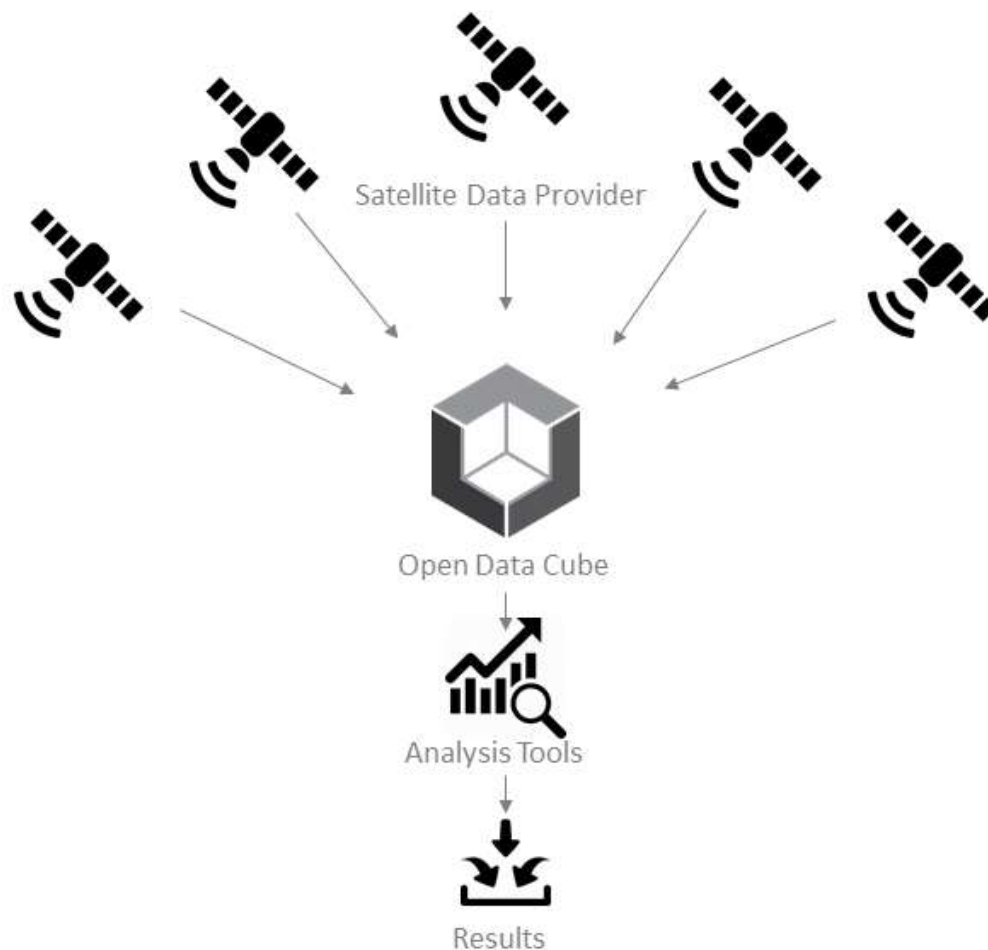 Satellite Data Provider
Open Data Cube
Analysis Tools
Results